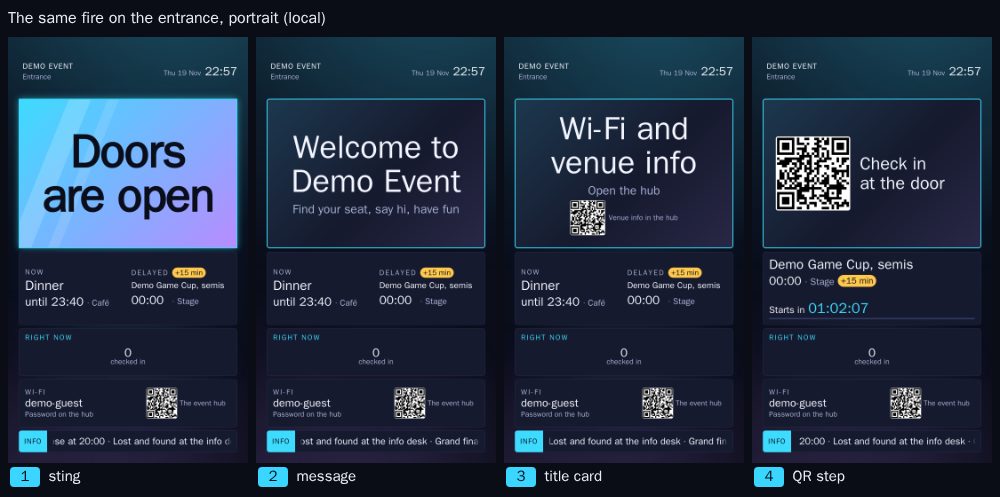 The same fire on the entrance, portrait (local)
DEMO EVENT
Entrance
Thu 19 Nov 22:57
Doors
are open
NOW
Dinner
until 23:40 · Café
DELAYED +15 min
Demo Game Cup, semis
00:00 · Stage
RIGHT NOW
0
checked in
WI-FI
demo-guest
Password on the hub
The event hub
INFO
se at 20:00 · Lost and found at the info d
1 sting
DEMO EVENT
Entrance
Thu 19 Nov 22:57
Welcome to
Demo Event
Find your seat, say hi, have fun
NOW
Dinner
until 23:40 · Café
DELAYED +15 min
Demo Game Cup, semis
00:00 · Stage
RIGHT NOW
0
checked in
WI-FI
demo-guest
Password on the hub
The event hub
INFO
ost and found at the info desk · Grand fina
2 message
DEMO EVENT
Entrance
Thu 19 Nov 22:57
Wi-Fi and
venue info
Open the hub
Venue info in the hub
NOW
Dinner
until 23:40 · Café
DELAYED +15 min
Demo Game Cup, semis
00:00 · Stage
RIGHT NOW
0
checked in
WI-FI
demo-guest
Password on the hub
The event hub
INFO
Lost and found at the info desk · Grand fin
3 title card
DEMO EVENT
Entrance
Thu 19 Nov 22:57
Check in
at the door
Demo Game Cup, semis
00:00 · Stage +15 min
Starts in 01:02:07
RIGHT NOW
0
checked in
WI-FI
demo-guest
Password on the hub
The event hub
INFO
20:00 · Lost and found at the info desk ·
4 QR step